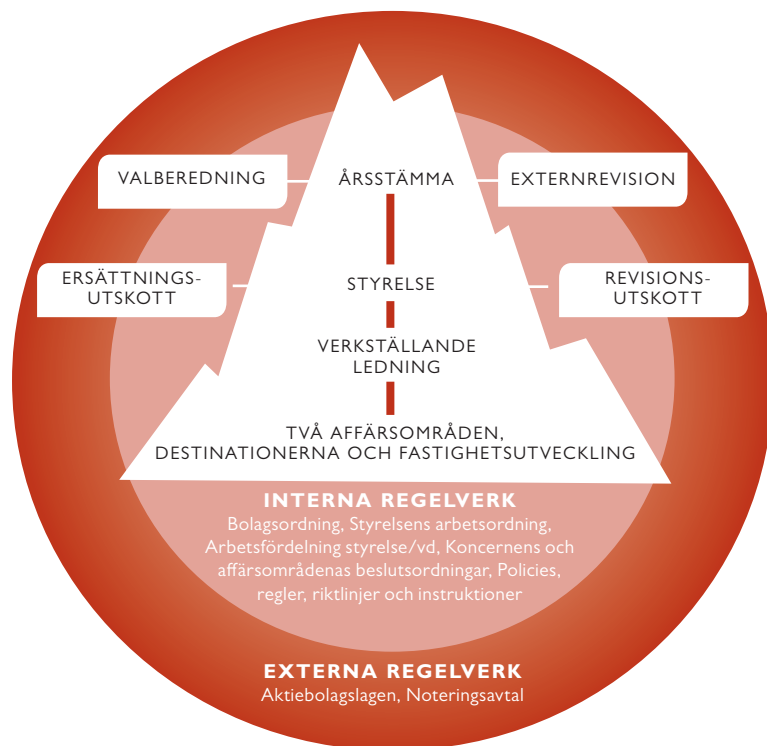 VALBEREDNING
ÅRSSTÄMMA
EXTERNREVISION
ERSÄTTNINGS-
UTSKOTT
STYRELSE
REVISIONS-
UTSKOTT
VERKSTÄLLANDE
LEDNING
TVÅ AFFÄRSOMRÅDEN,
DESTINATIONERNA OCH FASTIGHETSUTVECKLING
INTERNA REGELVERK
Bolagsordning, Styrelsens arbetsordning,
Arbetsfördelning styrelse/vd, Koncernens och
affärsområdenas beslutsordningar, Policies,
regler, riktlinjer och instruktioner
EXTERNA REGELVERK
Aktiebolagslagen, Noteringsavtal